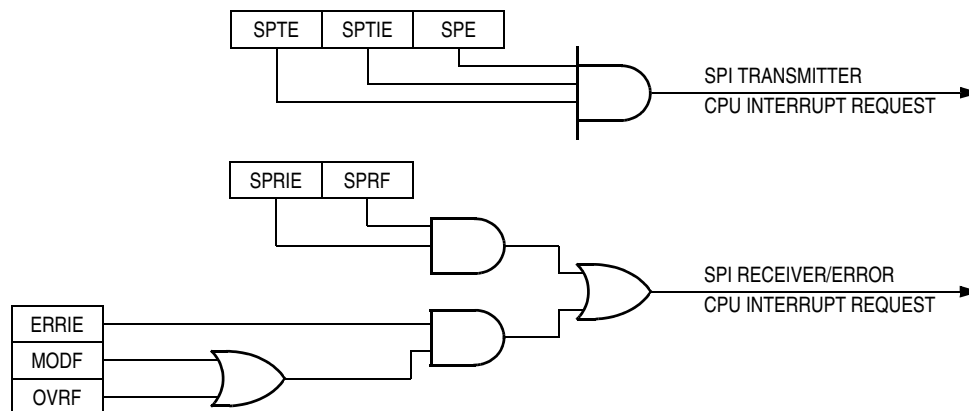 SPTE SPTIE SPE
SPI TRANSMITTER
CPU INTERRUPT REQUEST
SPRIE SPRF
SPI RECEIVER/ERROR
CPU INTERRUPT REQUEST
ERRIE
MODF
OVRF